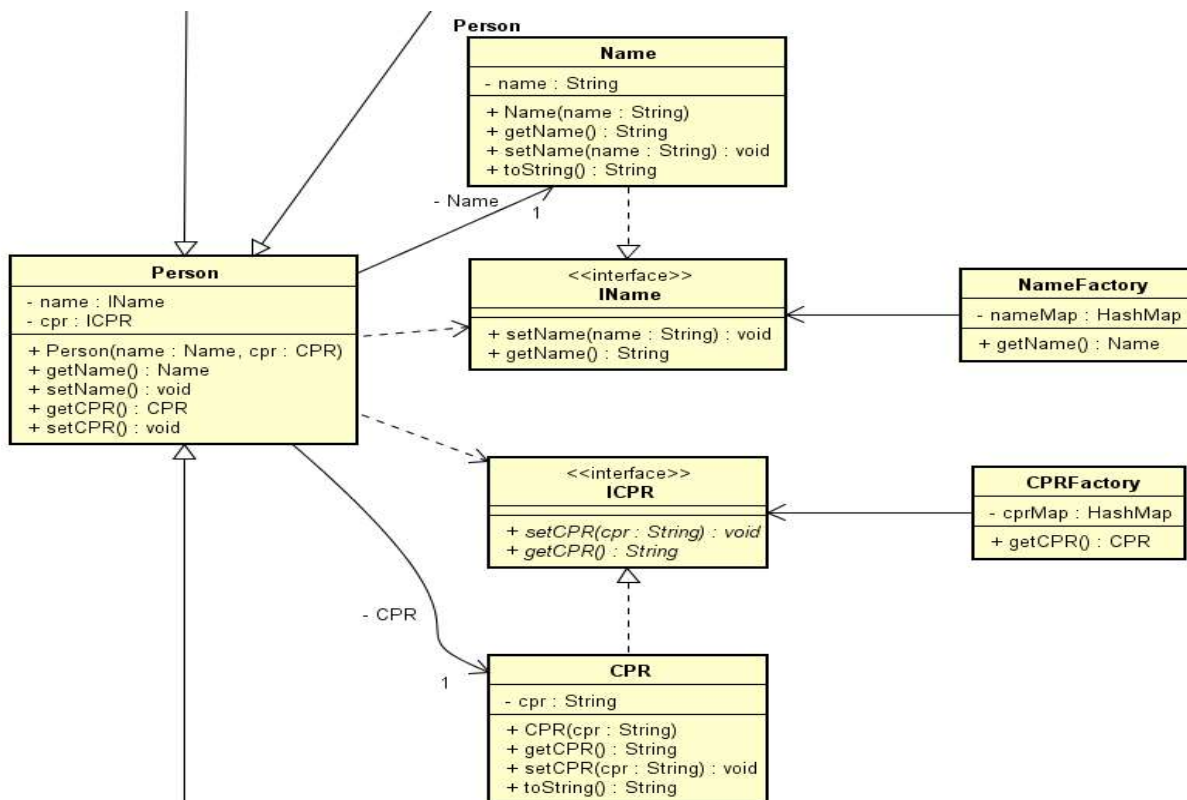 Person
Name
- name : String
+ Name(name : String)
+ getName() : String
+ setName(name : String) : void
+ toString() : String
- Name
1
Person
- name : IName
- cpr : ICPR
+ Person(name : Name, cpr : CPR)
+ getName() : Name
+ setName() : void
+ getCPR() : CPR
+ setCPR() : void
<<interface>>
IName
+ setName(name : String) : void
+ getName() : String
NameFactory
- nameMap : HashMap
+ getName() : Name
<<interface>>
ICPR
+ setCPR(cpr : String) : void
+ getCPR() : String
CPRFactory
- cprMap : HashMap
+ getCPR() : CPR
- CPR
1
CPR
- cpr : String
+ CPR(cpr : String)
+ getCPR() : String
+ setCPR(cpr : String) : void
+ toString() : String